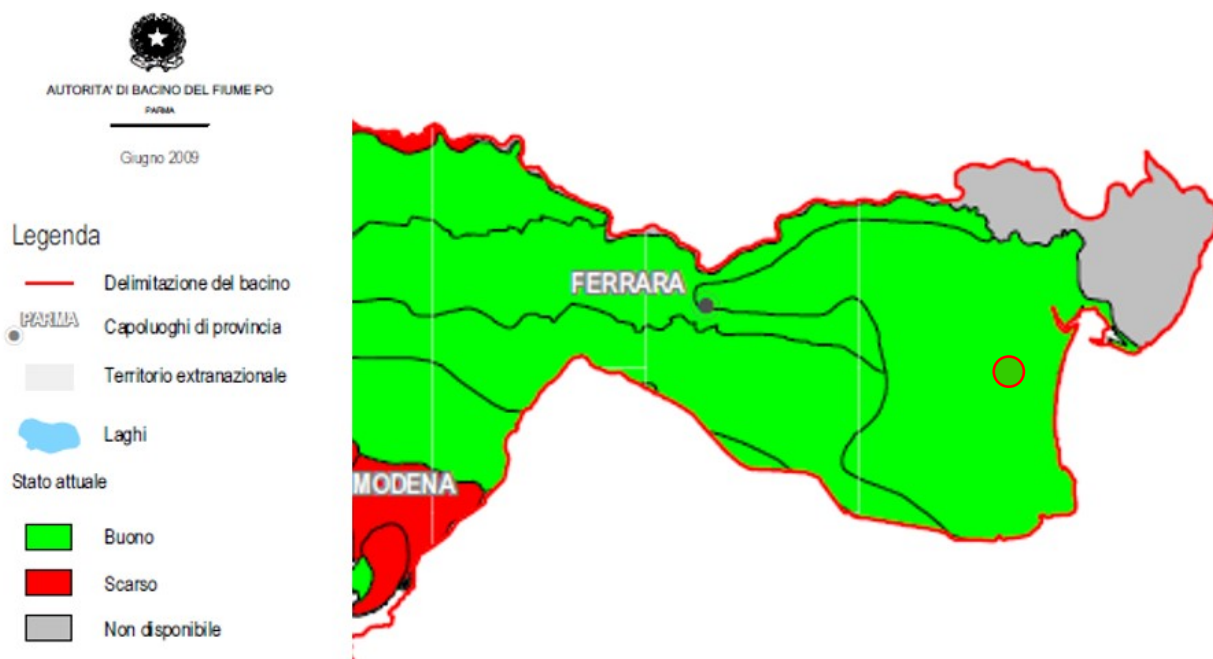 AUTORITA' DI BACINO DEL FIUME PO
PARMA
Giugno 2009
Legenda
Delimitazione del bacino
PARMA
Capoluoghi di provincia
Territorio extranazionale
Laghi
Stato attuale
Buono
Scarso
Non disponibile
FERRARA
MODENA